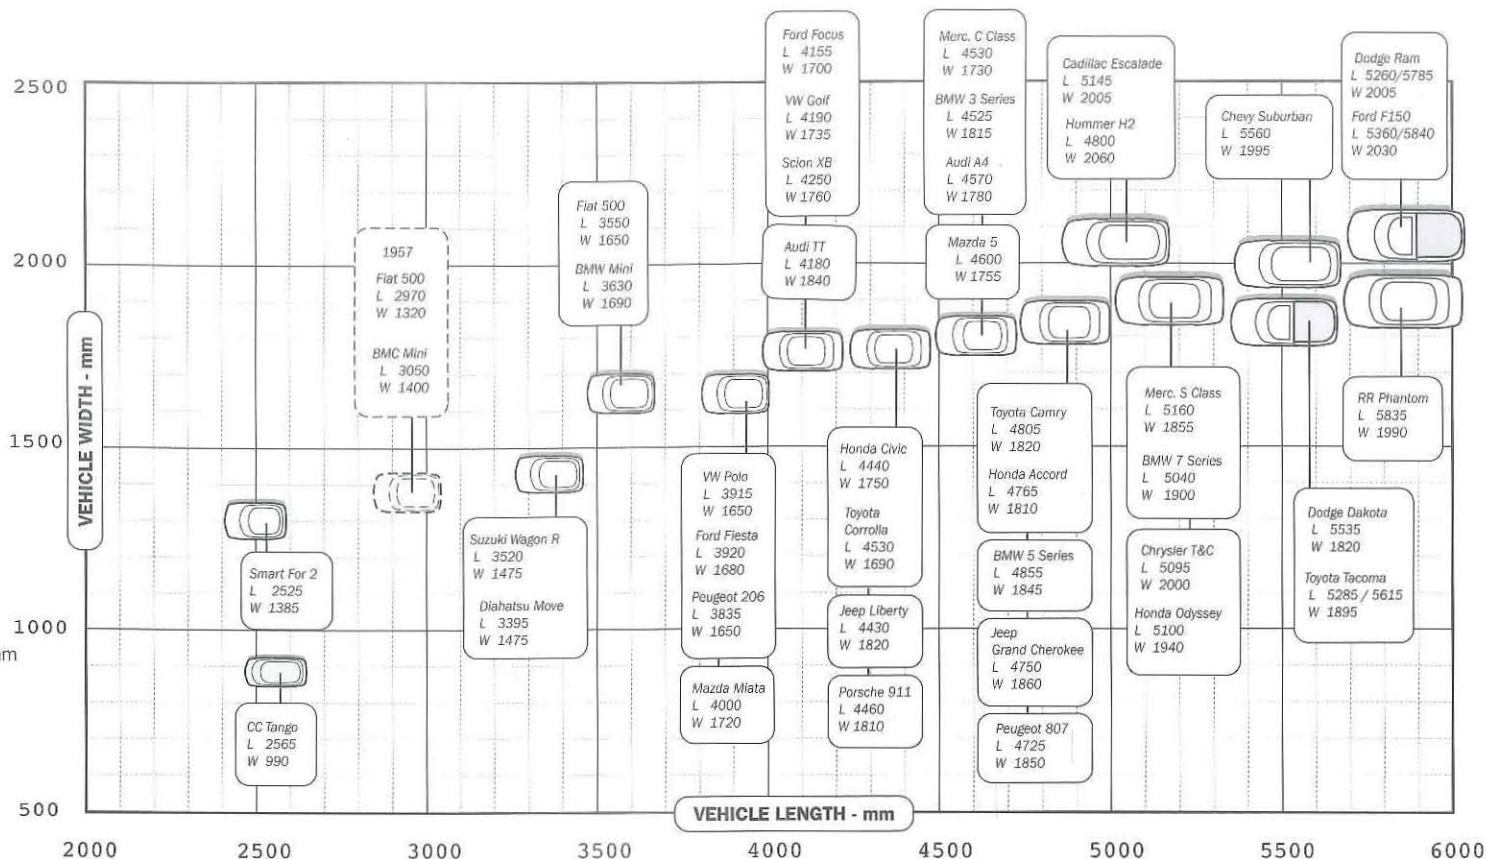 Ford Focus
L 4155
W 1700
VW Golf
L 4190
W 1735
Scion XB
L 4250
W 1760
Audi TT
L 4180
W 1840
Merc. C Class
L 4530
W 1730
BMW 3 Series
L 4525
W 1815
Audi A4
L 4570
W 1780
Mazda 5
L 4600
W 1755
Cadillac Escalade
L 5145
W 2005
Hummer H2
L 4800
W 2060
Chevy Suburban
L 5560
W 1995
Dodge Ram
L 5260/5785
W 2005
Ford F150
L 5360/5840
W 2030
1957
Fiat 500
L 2970
W 1320
BMC Mini
L 3050
W 1400
Fiat 500
L 3550
W 1650
BMW Mini
L 3630
W 1690
Smart For 2
L 2525
W 1385
CC Tango
L 2565
W 990
Suzuki Wagon R
L 3520
W 1475
Diahatsu Move
L 3395
W 1475
VW Polo
L 3915
W 1650
Ford Fiesta
L 3920
W 1680
Peugeot 206
L 3835
W 1650
Mazda Miata
L 4000
W 1720
Honda Civic
L 4440
W 1750
Toyota
Corrolla
L 4530
W 1690
Jeep Liberty
L 4430
W 1820
Porsche 911
L 4460
W 1810
Toyota Camry
L 4805
W 1820
Honda Accord
L 4765
W 1810
BMW 5 Series
L 4855
W 1845
Jeep
Grand Cherokee
L 4750
W 1860
Peugeot 807
L 4725
W 1850
Merc. S Class
L 5160
W 1855
BMW 7 Series
L 5040
W 1900
Chrysler T&C
L 5095
W 2000
Honda Odyssey
L 5100
W 1940
RR Phantom
L 5835
W 1990
Dodge Dakota
L 5535
W 1820
Toyota Tacoma
L 5285 / 5615
W 1895
VEHICLE WIDTH - mm
2500
2000
1500
1000
500
VEHICLE LENGTH - mm
2000 2500 3000 3500 4000 4500 5000 5500 6000